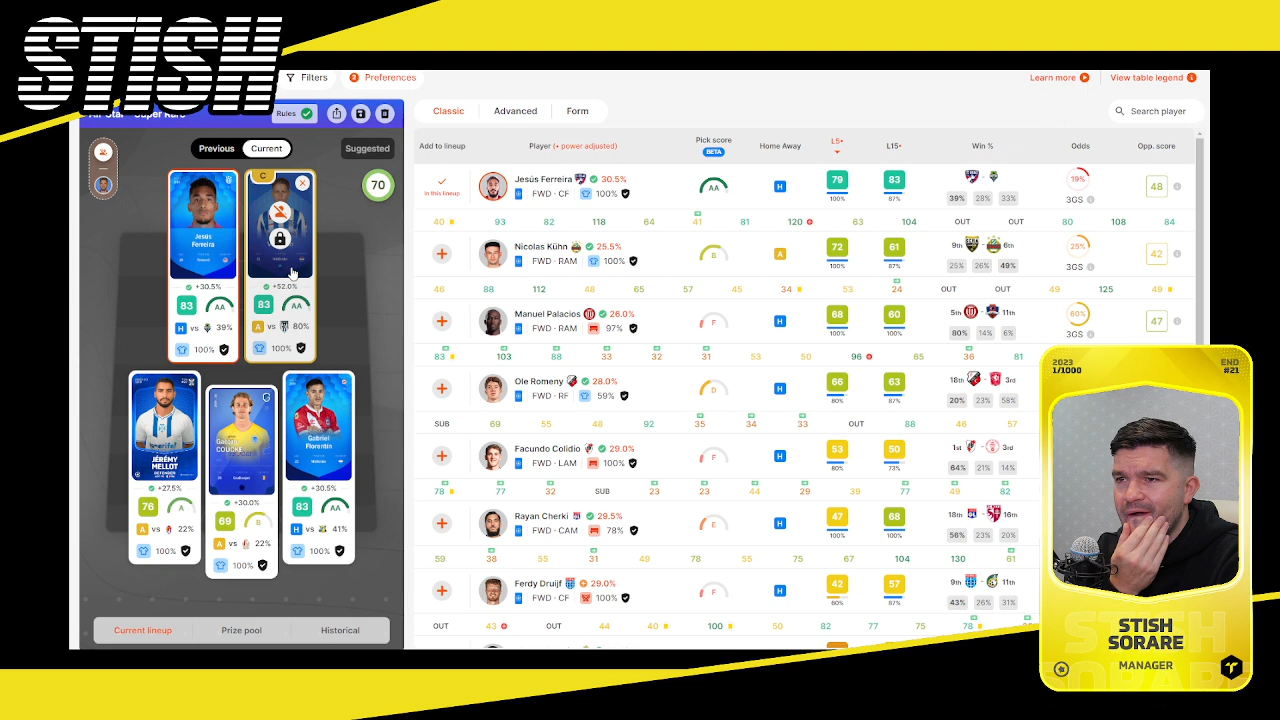 STISH
Filters
2 Preferences
Learn more
View table legend
All Star - Super Rare
Rules
Classic
Advanced
Form
Search player
Previous
Current
Suggested
70
Add to lineup
Player (• power adjusted)
Pick score
BETA
Home Away
L5•
L15•
Win %
Odds
Opp. score
Jesús Ferreira
+30.5%
83
AA
H vs 39%
100%
C
+52.0%
83
AA
A vs 80%
100%
JÉRÉMY
MELLOT
DEFENDER
+27.5%
76
A
A vs 22%
100%
Gaétan
COUCKE
+30.0%
69
B
A vs 22%
100%
Gabriel
Florentín
+30.5%
83
AA
H vs 41%
100%
Current lineup
Prize pool
Historical
In this lineup
Jesús Ferreira 30.5%
FWD · CF 100%
AA
H
79
100%
83
87%
39% 28% 33%
19%
3GS
48
40 93 82 118 64 41 81 120 63 104 OUT OUT 80 108 84
Nicolas Kühn 25.5%
FWD · RAM 100%
B
A
72
100%
61
87%
9th 6th
25% 26% 49%
25%
3GS
42
46 88 112 48 65 57 45 34 53 24 OUT OUT 49 125 49
Manuel Palacios 26.0%
FWD · RAM 97%
F
H
68
100%
60
100%
5th 11th
80% 14% 6%
60%
3GS
47
83 103 88 33 32 31 53 50 96 65 36 81
Ole Romeny 28.0%
FWD · RF 59%
D
H
66
80%
63
87%
18th 3rd
20% 23% 58%
SUB 69 55 48 92 35 34 33 OUT 88 46 57
Facundo Colidio 29.0%
FWD · LAM 100%
F
H
53
80%
50
73%
1st 3rd
64% 21% 14%
78 77 32 SUB 23 23 44 29 39 77 49 82
Rayan Cherki 29.5%
FWD · CAM 78%
E
H
47
100%
68
100%
18th 16th
56% 23% 20%
59 38 55 31 49 78 55 75 67 104 130 61
Ferdy Druijf 29.0%
FWD · CF 100%
F
H
42
60%
57
87%
9th 11th
43% 26% 31%
OUT 43 OUT 44 40 100 50 82 77 75 78
2023
1/1000
END
#21
STISH
SORARE
MANAGER